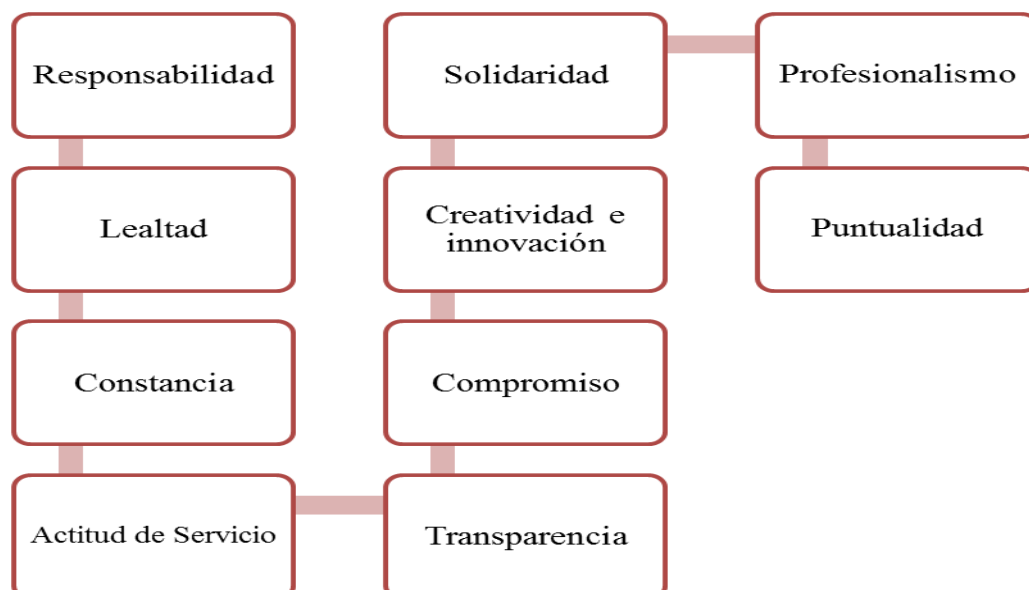 Responsabilidad
Lealtad
Constancia
Actitud de Servicio
Transparencia
Compromiso
Creatividad e
innovación
Solidaridad
Profesionalismo
Puntualidad